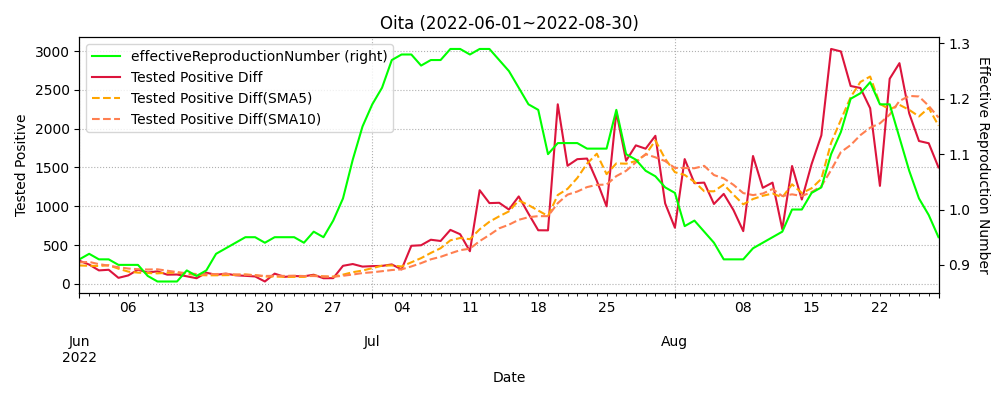 Oita (2022-06-01~2022-08-30)
effectiveReproductionNumber (right)
Tested Positive Diff
Tested Positive Diff(SMA5)
Tested Positive Diff(SMA10)
Tested Positive
3000
2500
2000
1500
1000
500
0
1.3
1.2
1.1
1.0
0.9
Effective Reproduction Number
06 13 20 27 04 11 18 25 08 15 22
Jun Jul Aug
2022
Date